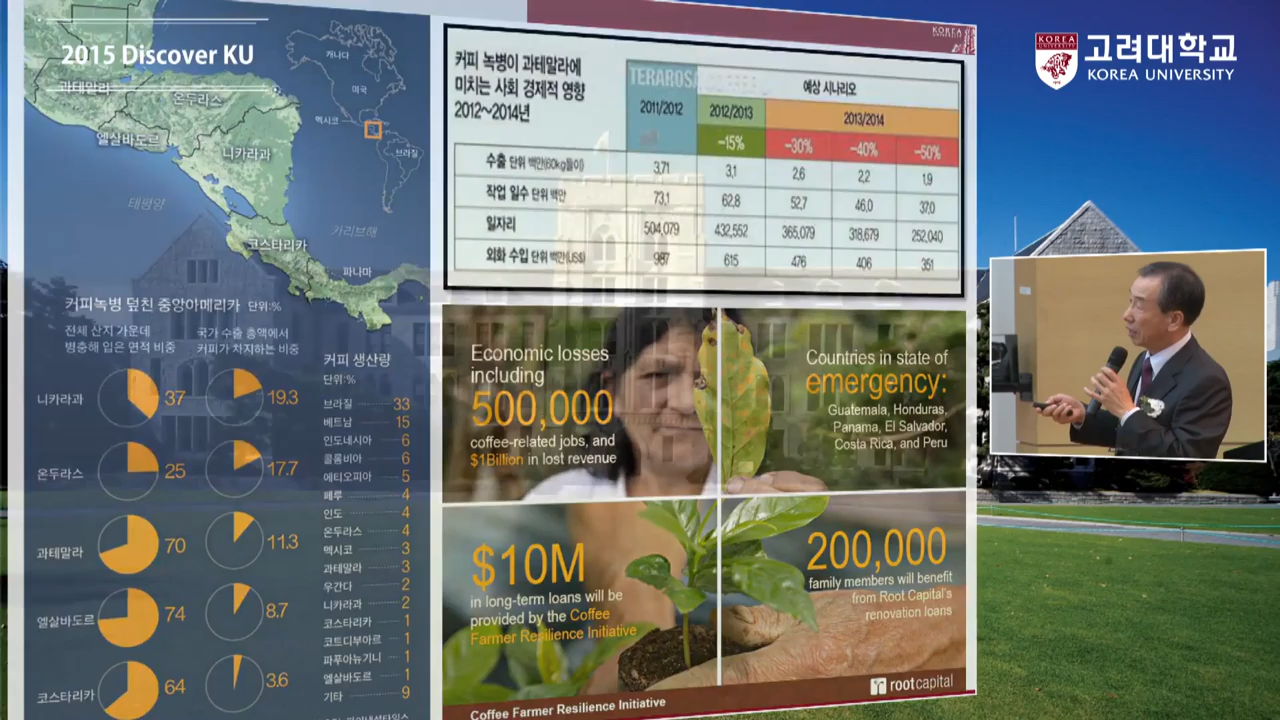 2015 Discover KU
KOREA UNIVERSITY
고려대학교
KOREA UNIVERSITY
캐나다
미국
멕시코
브라질
과테말라
온두라스
엘살바도르
니카라과
태평양
카리브해
코스타리카
파나마
커피녹병 덮친 중앙아메리카 단위:%
전체 산지 가운데
병충해 입은 면적 비중
국가 수출 총액에서
커피가 차지하는 비중
니카라과 37 19.3
온두라스 25 17.7
과테말라 70 11.3
엘살바도르 74 8.7
코스타리카 64 3.6
커피 생산량
단위:%
브라질 33
베트남 15
인도네시아 6
콜롬비아 6
에티오피아 5
페루 4
인도 4
온두라스 4
멕시코 3
과테말라 3
우간다 2
니카라과 2
코스타리카 1
코트디부아르 1
파푸아뉴기니 1
엘살바도르 1
기타 9
커피 녹병이 과테말라에
미치는 사회 경제적 영향
2012~2014년
TERAROSA
예상 시나리오
2011/2012 2012/2013 2013/2014
-15% -30% -40% -50%
수출 단위 백만(60kg들이) 3,71 3,1 2,6 2,2 1,9
작업 일수 단위 백만 73,1 62,8 52,7 46,0 37,0
일자리 504,079 432,552 365,079 318,679 252,040
외화 수입 단위 백만(US$) 987 615 476 406 351
Economic losses
including
500,000
coffee-related jobs, and
$1Billion in lost revenue
Countries in state of
emergency:
Guatemala, Honduras,
Panama, El Salvador,
Costa Rica, and Peru
$10M
in long-term loans will be
provided by the Coffee
Farmer Resilience Initiative
200,000
family members will benefit
from Root Capital's
renovation loans
Coffee Farmer Resilience Initiative
rootcapital